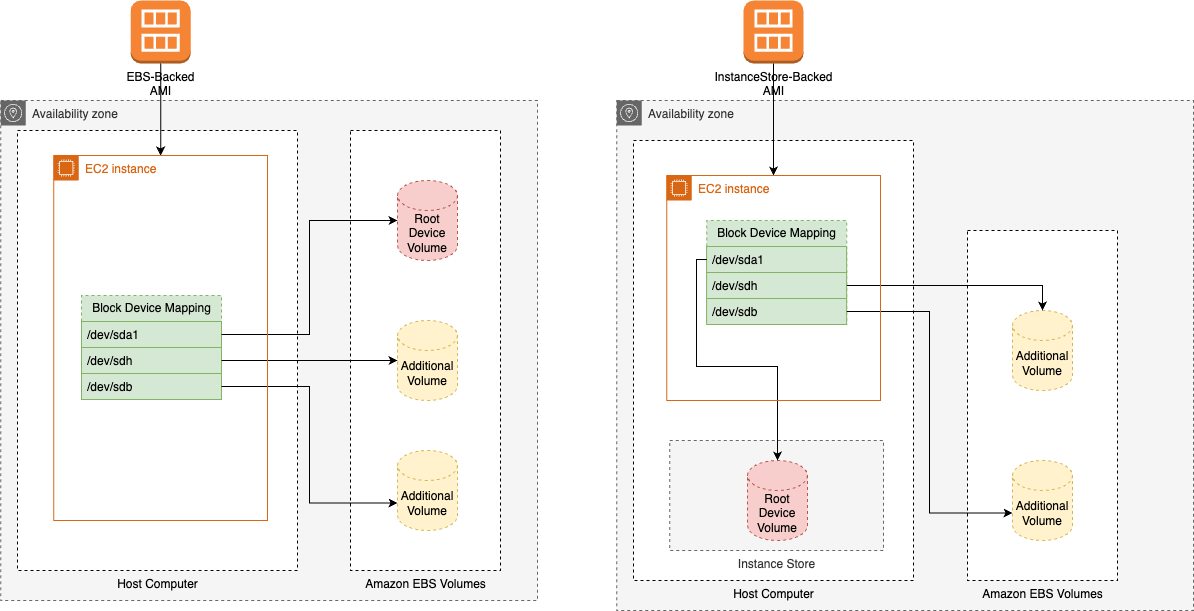 EBS-Backed
AMI
Availability zone
EC2 instance
Block Device Mapping
/dev/sda1
/dev/sdh
/dev/sdb
Root
Device
Volume
Additional
Volume
Additional
Volume
Host Computer
Amazon EBS Volumes
InstanceStore-Backed
AMI
Availability zone
EC2 instance
Block Device Mapping
/dev/sda1
/dev/sdh
/dev/sdb
Root
Device
Volume
Instance Store
Host Computer
Additional
Volume
Additional
Volume
Amazon EBS Volumes